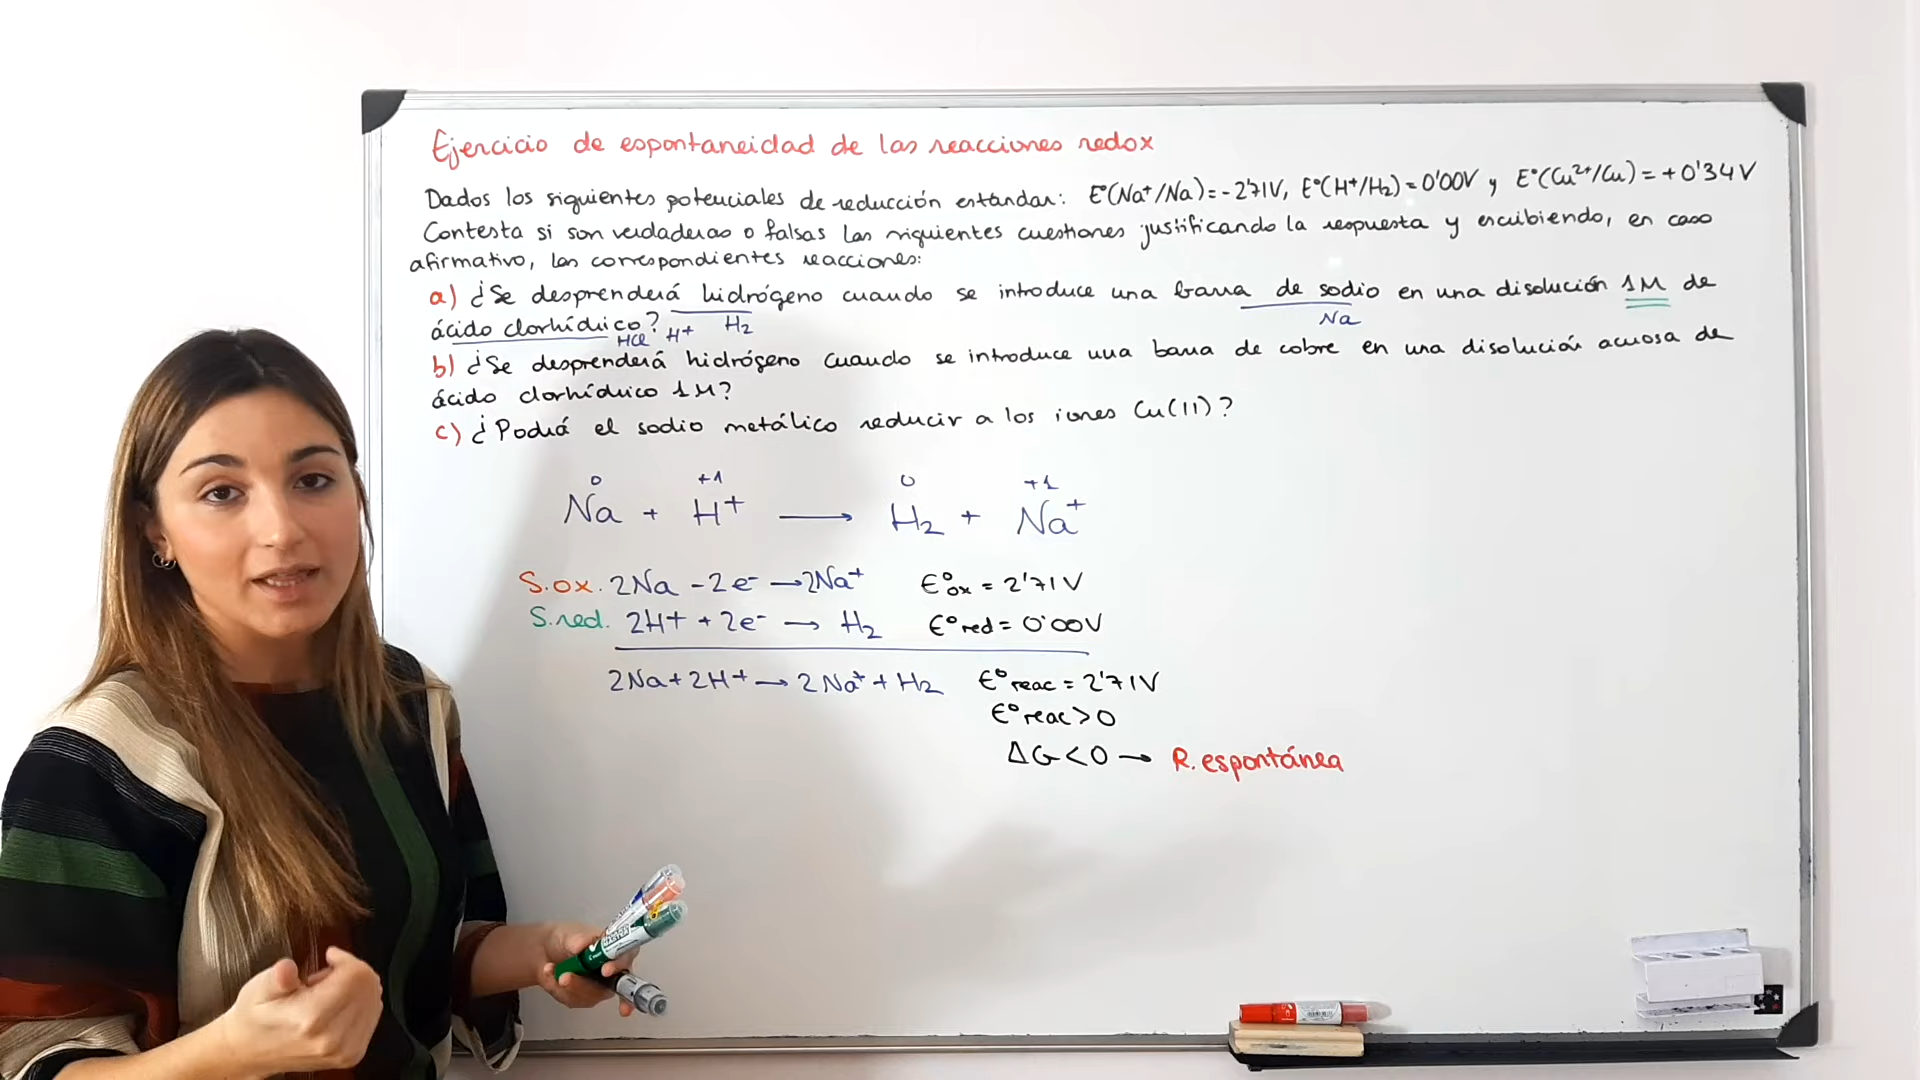 Ejercicio de espontaneidad de las reacciones redox
Dados los siguientes potenciales de reducción estándar: E°(Na⁺/Na)=-2'71V, E°(H⁺/H₂)=0'00V y E°(Cu²⁺/Cu)=+0'34V
Contesta si son verdaderas o falsas las siguientes cuestiones justificando la respuesta y escribiendo, en caso
afirmativo, las correspondientes reacciones:
a) ¿Se desprenderá hidrógeno cuando se introduce una barra de sodio en una disolución 1M de
ácido clorhídrico?
HCl H⁺ H₂ Na
b) ¿Se desprenderá hidrógeno cuando se introduce una barra de cobre en una disolución acuosa de
ácido clorhídrico 1M?
c) ¿Podrá el sodio metálico reducir a los iones Cu(II)?
0 +1 0 +1
Na + H⁺ → H₂ + Na⁺
S.ox. 2Na - 2e⁻ → 2Na⁺ E°ox = 2'71V
S.red. 2H⁺ + 2e⁻ → H₂ E°red = 0'00V
2Na + 2H⁺ → 2Na⁺ + H₂ E°reac = 2'71V
E°reac > 0
ΔG < 0 → R. espontánea